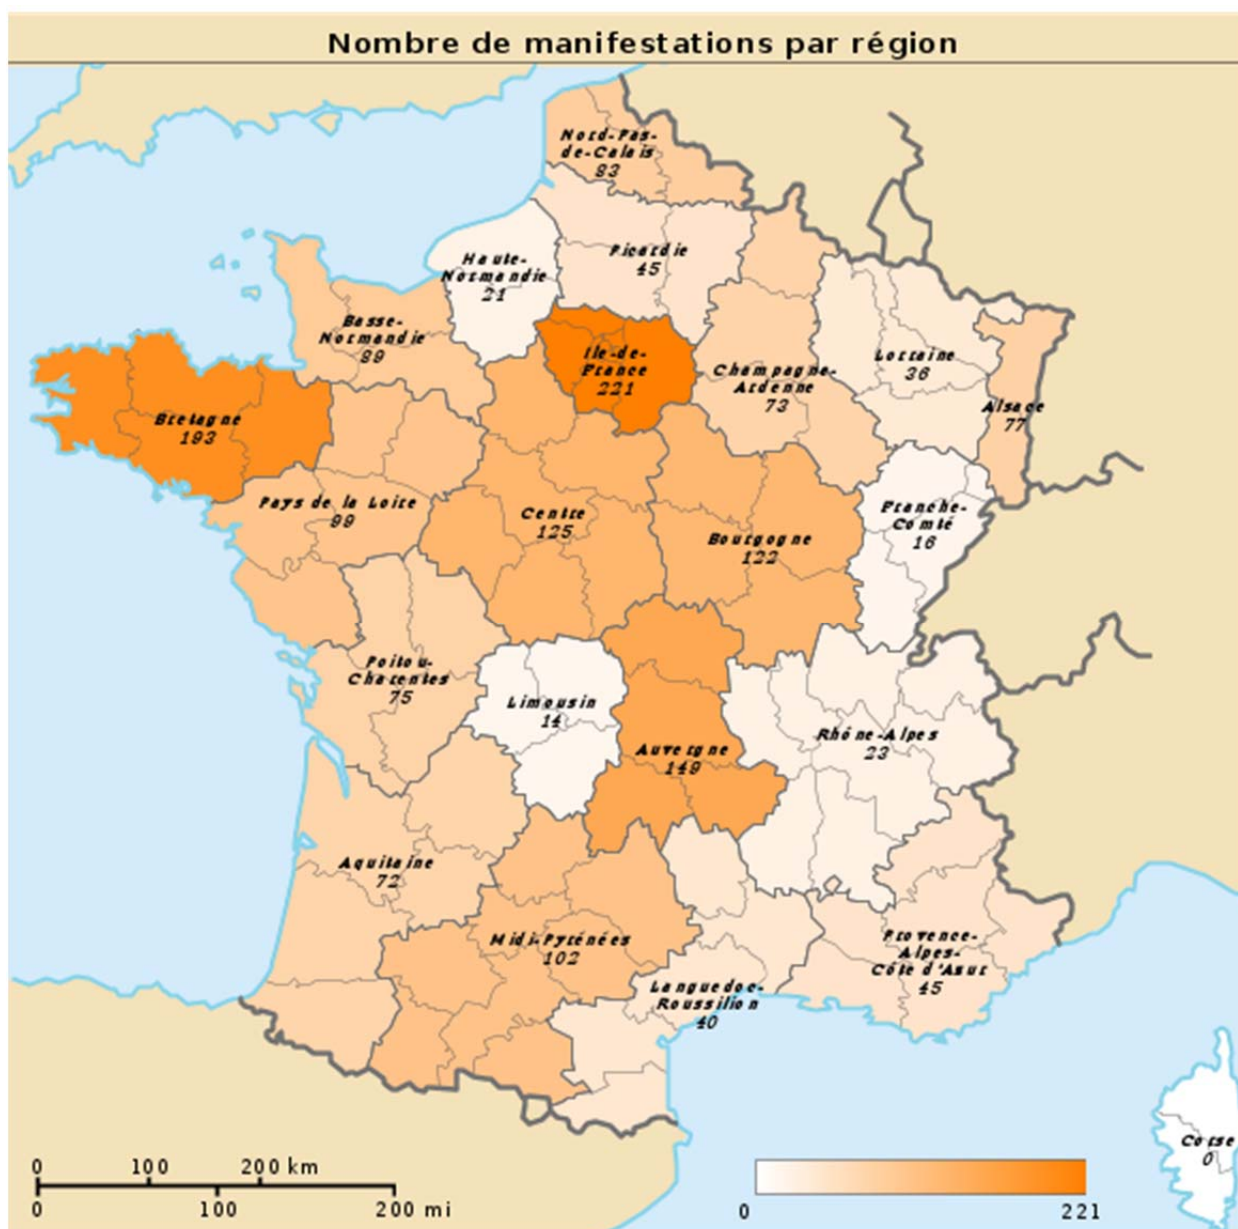 Nombre de manifestations par région
Nord-Pas-
de-Calais
83
Picardie
45
Haute-
Normandie
21
Basse-
Normandie
89
Ile-de-
France
221
Champagne-
Ardenne
73
Lorraine
36
Alsace
77
Bretagne
193
Pays de la Loire
99
Centre
125
Bourgogne
122
Franche-
Comté
16
Poitou-
Charentes
75
Limousin
14
Auvergne
149
Rhône-Alpes
23
Aquitaine
72
Midi-Pyrénées
102
Languedoc-
Roussilion
40
Provence-
Alpes-
Côte d'Azur
45
Corse
0
0 100 200 km
100 200 mi
0 221